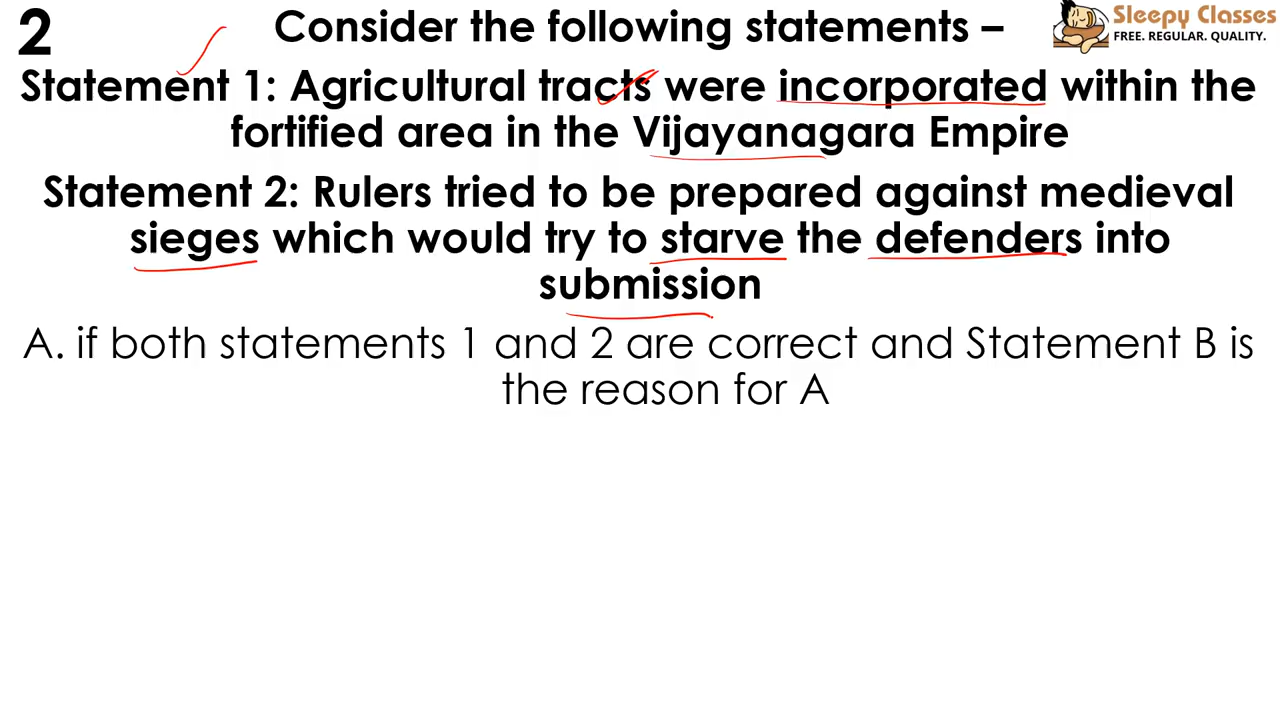 2
Consider the following statements –
Sleepy Classes
FREE. REGULAR. QUALITY.
Statement 1: Agricultural tracts were incorporated within the
fortified area in the Vijayanagara Empire
Statement 2: Rulers tried to be prepared against medieval
sieges which would try to starve the defenders into
submission
A. if both statements 1 and 2 are correct and Statement B is
the reason for A